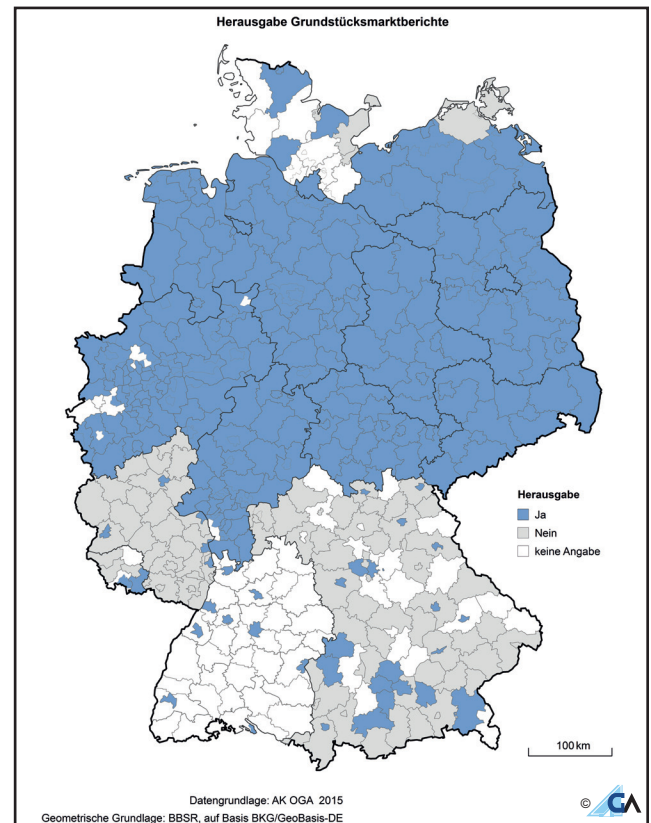 Herausgabe Grundstücksmarktberichte
Herausgabe
Ja
Nein
keine Angabe
100 km
Datengrundlage: AK OGA 2015
Geometrische Grundlage: BBSR, auf Basis BKG/GeoBasis-DE
© GA